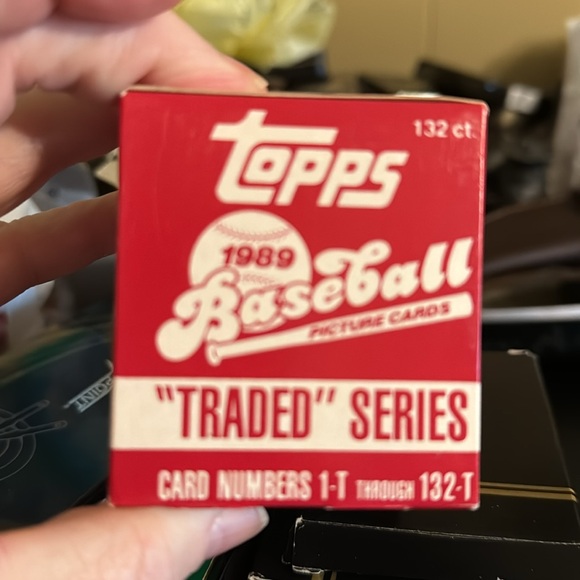 132 ct.
topps
1989
Baseball
PICTURE CARDS
"TRADED" SERIES
CARD NUMBERS 1-T THROUGH 132-T